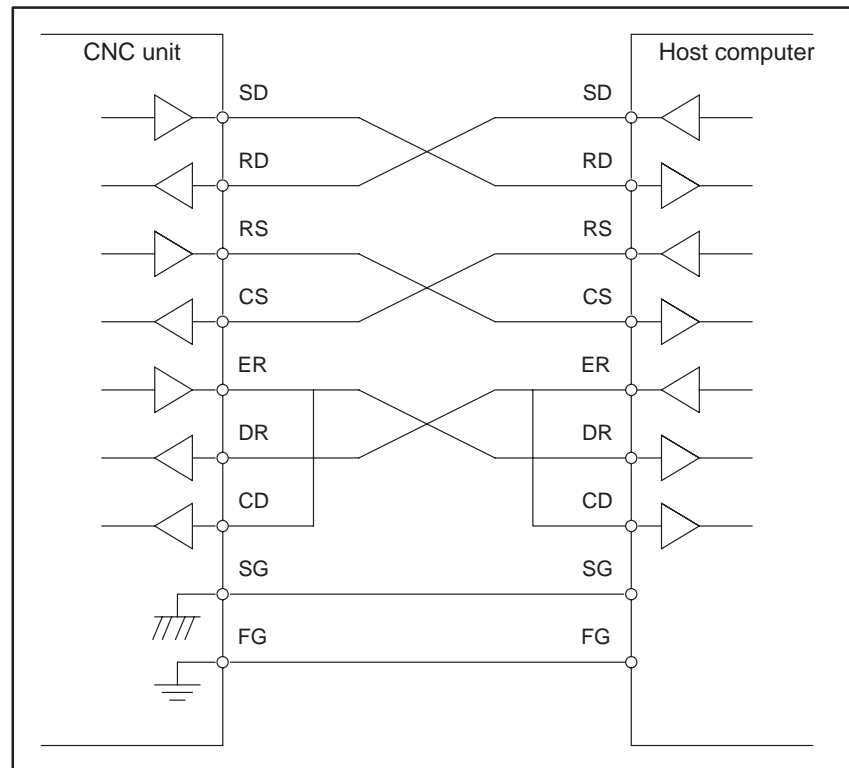 CNC unit Host computer
SD SD
RD RD
RS RS
CS CS
ER ER
DR DR
CD CD
SG SG
FG FG